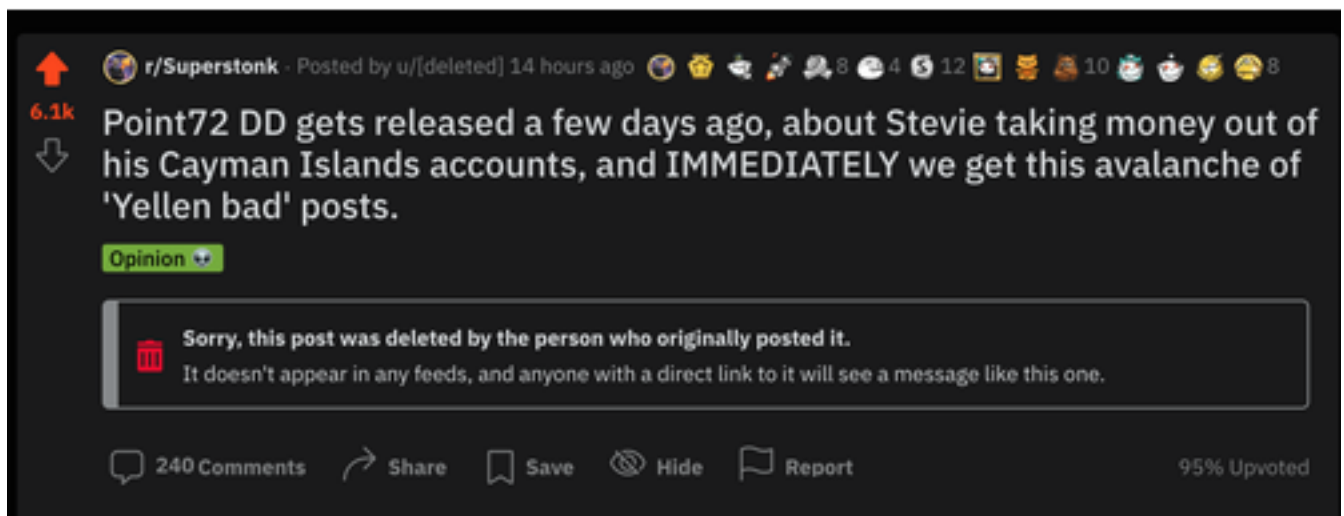 r/Superstonk · Posted by u/[deleted] 14 hours ago 8 4 12 10 8
6.1k
Point72 DD gets released a few days ago, about Stevie taking money out of
his Cayman Islands accounts, and IMMEDIATELY we get this avalanche of
'Yellen bad' posts.
Opinion
Sorry, this post was deleted by the person who originally posted it.
It doesn't appear in any feeds, and anyone with a direct link to it will see a message like this one.
240 Comments Share Save Hide Report 95% Upvoted